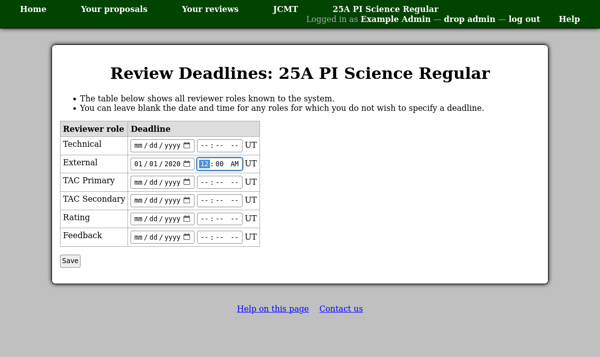 Home Your proposals Your reviews JCMT 25A PI Science Regular
Logged in as Example Admin — drop admin — log out Help
Review Deadlines: 25A PI Science Regular
• The table below shows all reviewer roles known to the system.
• You can leave blank the date and time for any roles for which you do not wish to specify a deadline.
Reviewer role Deadline
Technical mm/dd/yyyy --:-- -- UT
External 01/01/2020 12:00 AM UT
TAC Primary mm/dd/yyyy --:-- -- UT
TAC Secondary mm/dd/yyyy --:-- -- UT
Rating mm/dd/yyyy --:-- -- UT
Feedback mm/dd/yyyy --:-- -- UT
Save
Help on this page Contact us